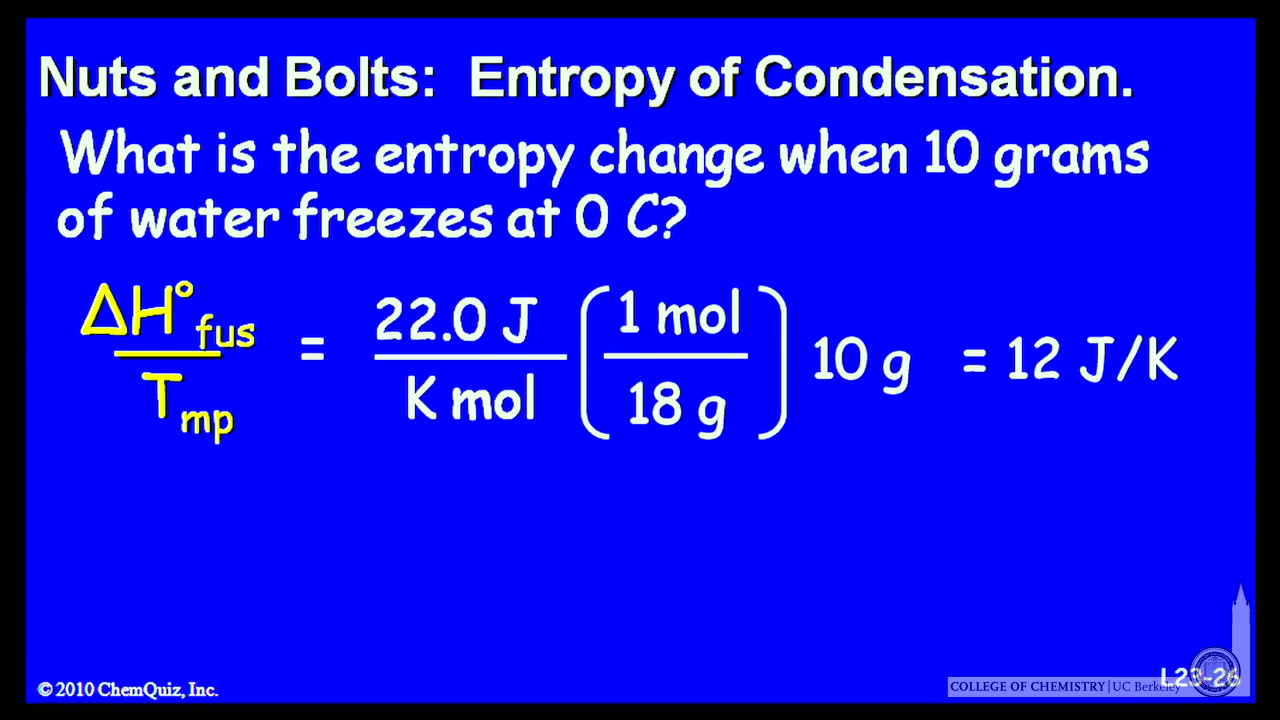 Nuts and Bolts: Entropy of Condensation.
What is the entropy change when 10 grams
of water freezes at 0 C?
ΔH°fus / Tmp = 22.0 J / K mol ( 1 mol / 18 g ) 10 g = 12 J/K
© 2010 ChemQuiz, Inc.
COLLEGE OF CHEMISTRY | UC Berkeley
L23-26